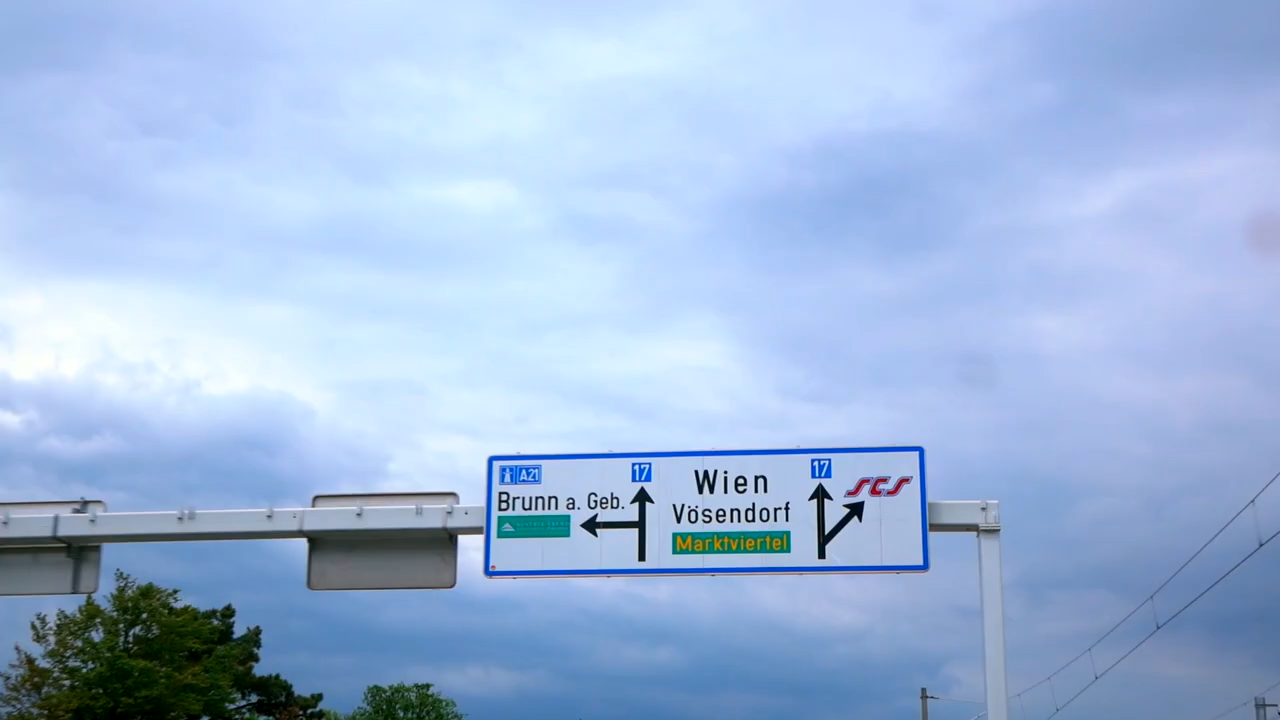 A21
Brunn a. Geb.
17
Wien
Vösendorf
Marktviertel
17
SCS